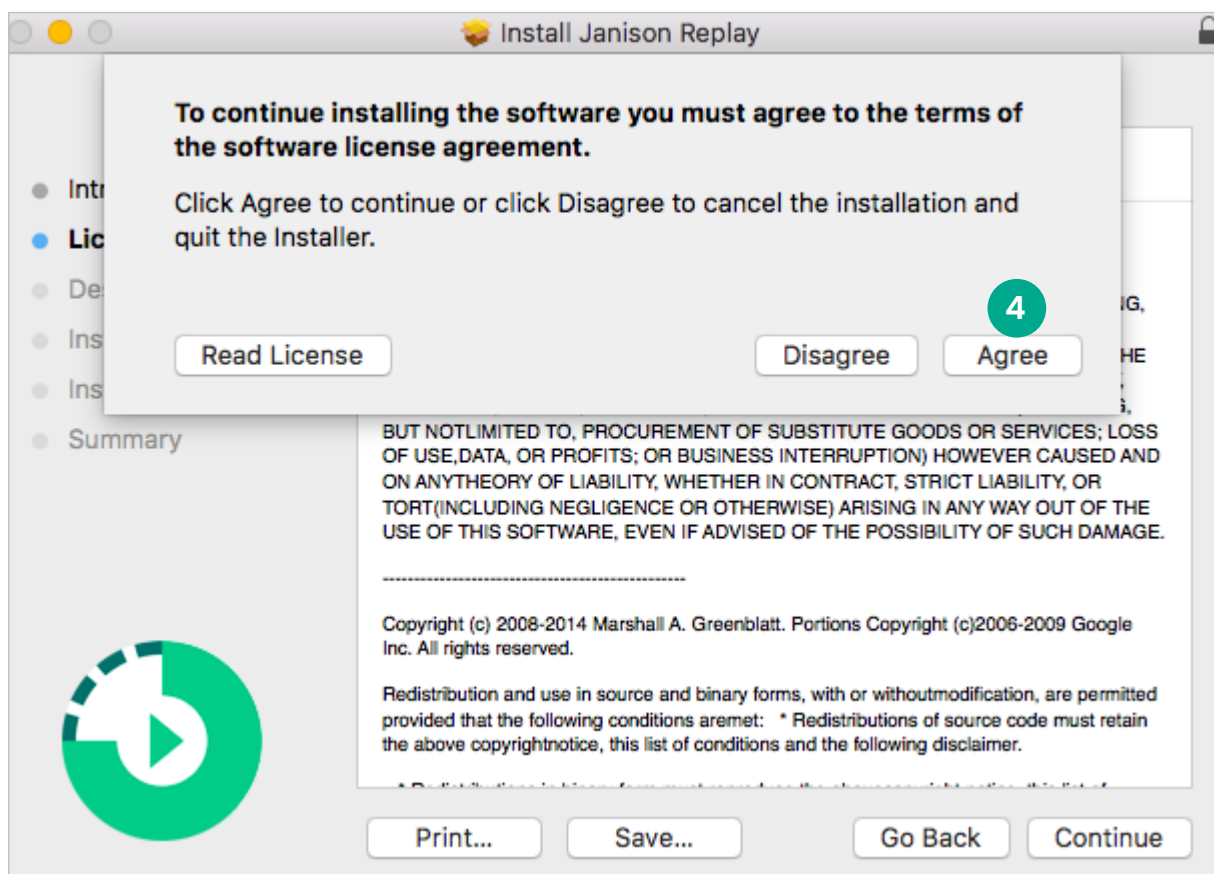 Install Janison Replay
To continue installing the software you must agree to the terms of
the software license agreement.
Click Agree to continue or click Disagree to cancel the installation and
quit the Installer.
4
Read License
Disagree
Agree
Summary
BUT NOTLIMITED TO, PROCUREMENT OF SUBSTITUTE GOODS OR SERVICES; LOSS
OF USE,DATA, OR PROFITS; OR BUSINESS INTERRUPTION) HOWEVER CAUSED AND
ON ANYTHEORY OF LIABILITY, WHETHER IN CONTRACT, STRICT LIABILITY, OR
TORT(INCLUDING NEGLIGENCE OR OTHERWISE) ARISING IN ANY WAY OUT OF THE
USE OF THIS SOFTWARE, EVEN IF ADVISED OF THE POSSIBILITY OF SUCH DAMAGE.
-------------------------------------------------
Copyright (c) 2008-2014 Marshall A. Greenblatt. Portions Copyright (c)2006-2009 Google
Inc. All rights reserved.
Redistribution and use in source and binary forms, with or withoutmodification, are permitted
provided that the following conditions aremet: * Redistributions of source code must retain
the above copyrightnotice, this list of conditions and the following disclaimer.
Print...
Save...
Go Back
Continue